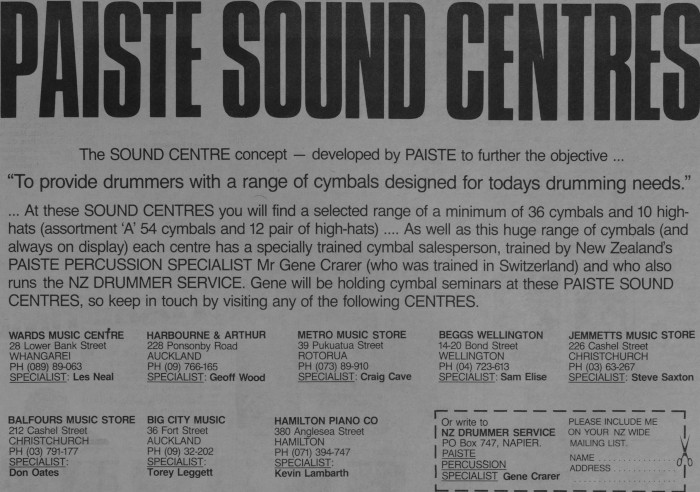 PAISTE SOUND CENTRES
The SOUND CENTRE concept — developed by PAISTE to further the objective ...
“To provide drummers with a range of cymbals designed for todays drumming needs.”
... At these SOUND CENTRES you will find a selected range of a minimum of 36 cymbals and 10 high-
hats (assortment ‘A’ 54 cymbals and 12 pair of high-hats) .... As well as this huge range of cymbals (and
always on display) each centre has a specially trained cymbal salesperson, trained by New Zealand’s
PAISTE PERCUSSION SPECIALIST Mr Gene Crarer (who was trained in Switzerland) and who also
runs the NZ DRUMMER SERVICE. Gene will be holding cymbal seminars at these PAISTE SOUND
CENTRES, so keep in touch by visiting any of the following CENTRES.
WARDS MUSIC CENTRE
28 Lower Bank Street
WHANGAREI
PH (089) 89-063
SPECIALIST: Les Neal
HARBOURNE & ARTHUR
228 Ponsonby Road
AUCKLAND
PH (09) 766-165
SPECIALIST: Geoff Wood
METRO MUSIC STORE
39 Pukuatua Street
ROTORUA
PH (073) 89-910
SPECIALIST: Craig Cave
BEGGS WELLINGTON
14-20 Bond Street
WELLINGTON
PH (04) 723-613
SPECIALIST: Sam Elise
JEMMETTS MUSIC STORE
226 Cashel Street
CHRISTCHURCH
PH (03) 63-267
SPECIALIST: Steve Saxton
BALFOURS MUSIC STORE
212 Cashel Street
CHRISTCHURCH
PH (03) 791-177
SPECIALIST:
Don Oates
BIG CITY MUSIC
36 Fort Street
AUCKLAND
PH (09) 32-202
SPECIALIST:
Torey Leggett
HAMILTON PIANO CO
380 Anglesea Street
HAMILTON
PH (071) 394-747
SPECIALIST:
Kevin Lambarth
Or write to
NZ DRUMMER SERVICE
PO Box 747, NAPIER.
PAISTE
PERCUSSION
SPECIALIST Gene Crarer
PLEASE INCLUDE ME
ON YOUR NZ WIDE
MAILING LIST.
NAME ..............
ADDRESS ...........